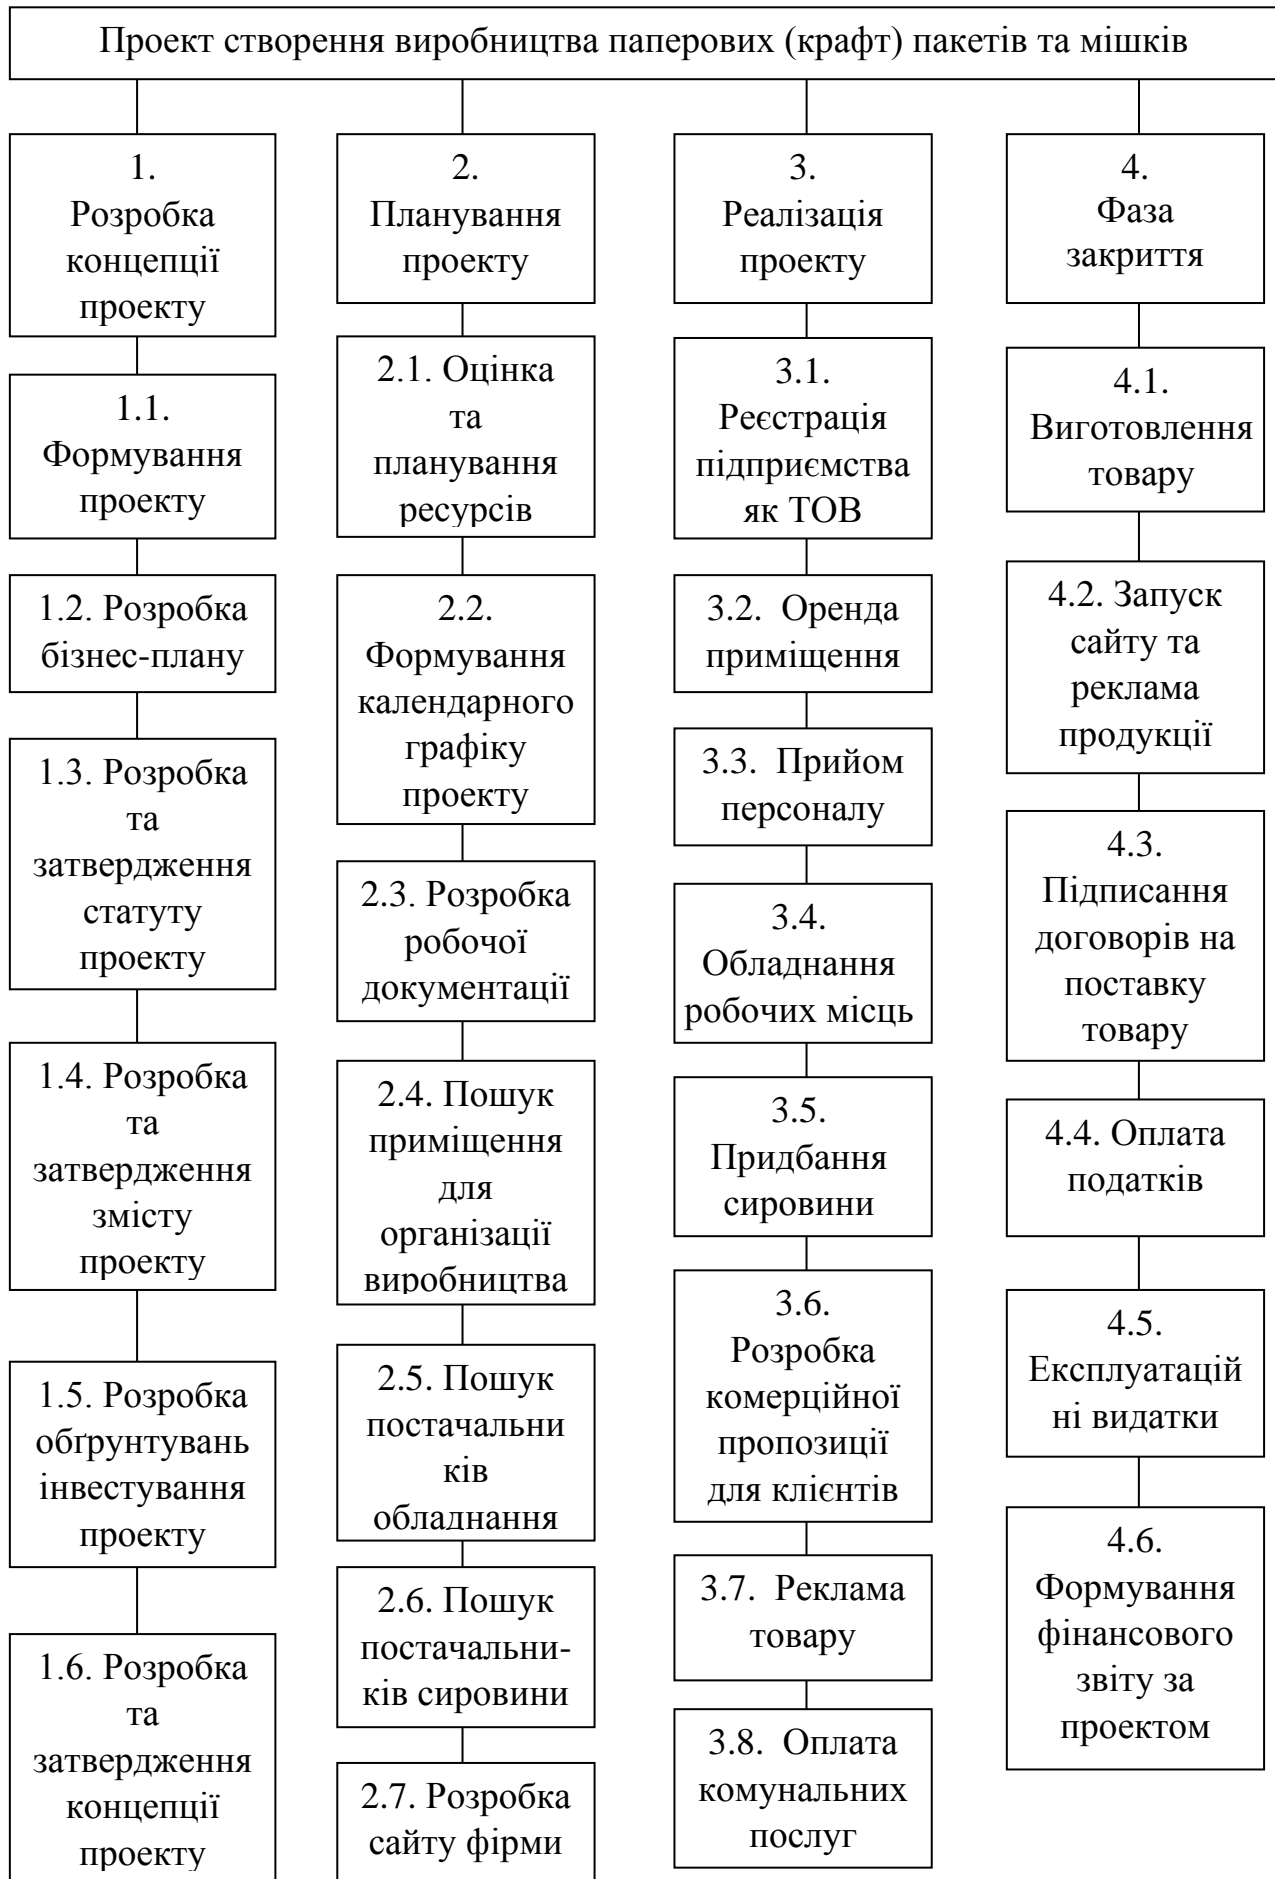 Проект створення виробництва паперових (крафт) пакетів та мішків
1.
Розробка
концепції
проекту
1.1.
Формування
проекту
1.2. Розробка
бізнес-плану
1.3. Розробка
та
затвердження
статуту
проекту
1.4. Розробка
та
затвердження
змісту
проекту
1.5. Розробка
обґрунтувань
інвестування
проекту
1.6. Розробка
та
затвердження
концепції
проекту
2.
Планування
проекту
2.1. Оцінка
та
планування
ресурсів
2.2.
Формування
календарного
графіку
проекту
2.3. Розробка
робочої
документації
2.4. Пошук
приміщення
для
організації
виробництва
2.5. Пошук
постачальни
ків
обладнання
2.6. Пошук
постачальни-
ків сировини
2.7. Розробка
сайту фірми
3.
Реалізація
проекту
3.1.
Реєстрація
підприємства
як ТОВ
3.2. Оренда
приміщення
3.3. Прийом
персоналу
3.4.
Обладнання
робочих місць
3.5.
Придбання
сировини
3.6.
Розробка
комерційної
пропозиції
для клієнтів
3.7. Реклама
товару
3.8. Оплата
комунальних
послуг
4.
Фаза
закриття
4.1.
Виготовлення
товару
4.2. Запуск
сайту та
реклама
продукції
4.3.
Підписання
договорів на
поставку
товару
4.4. Оплата
податків
4.5.
Експлуатацій
ні видатки
4.6.
Формування
фінансового
звіту за
проектом